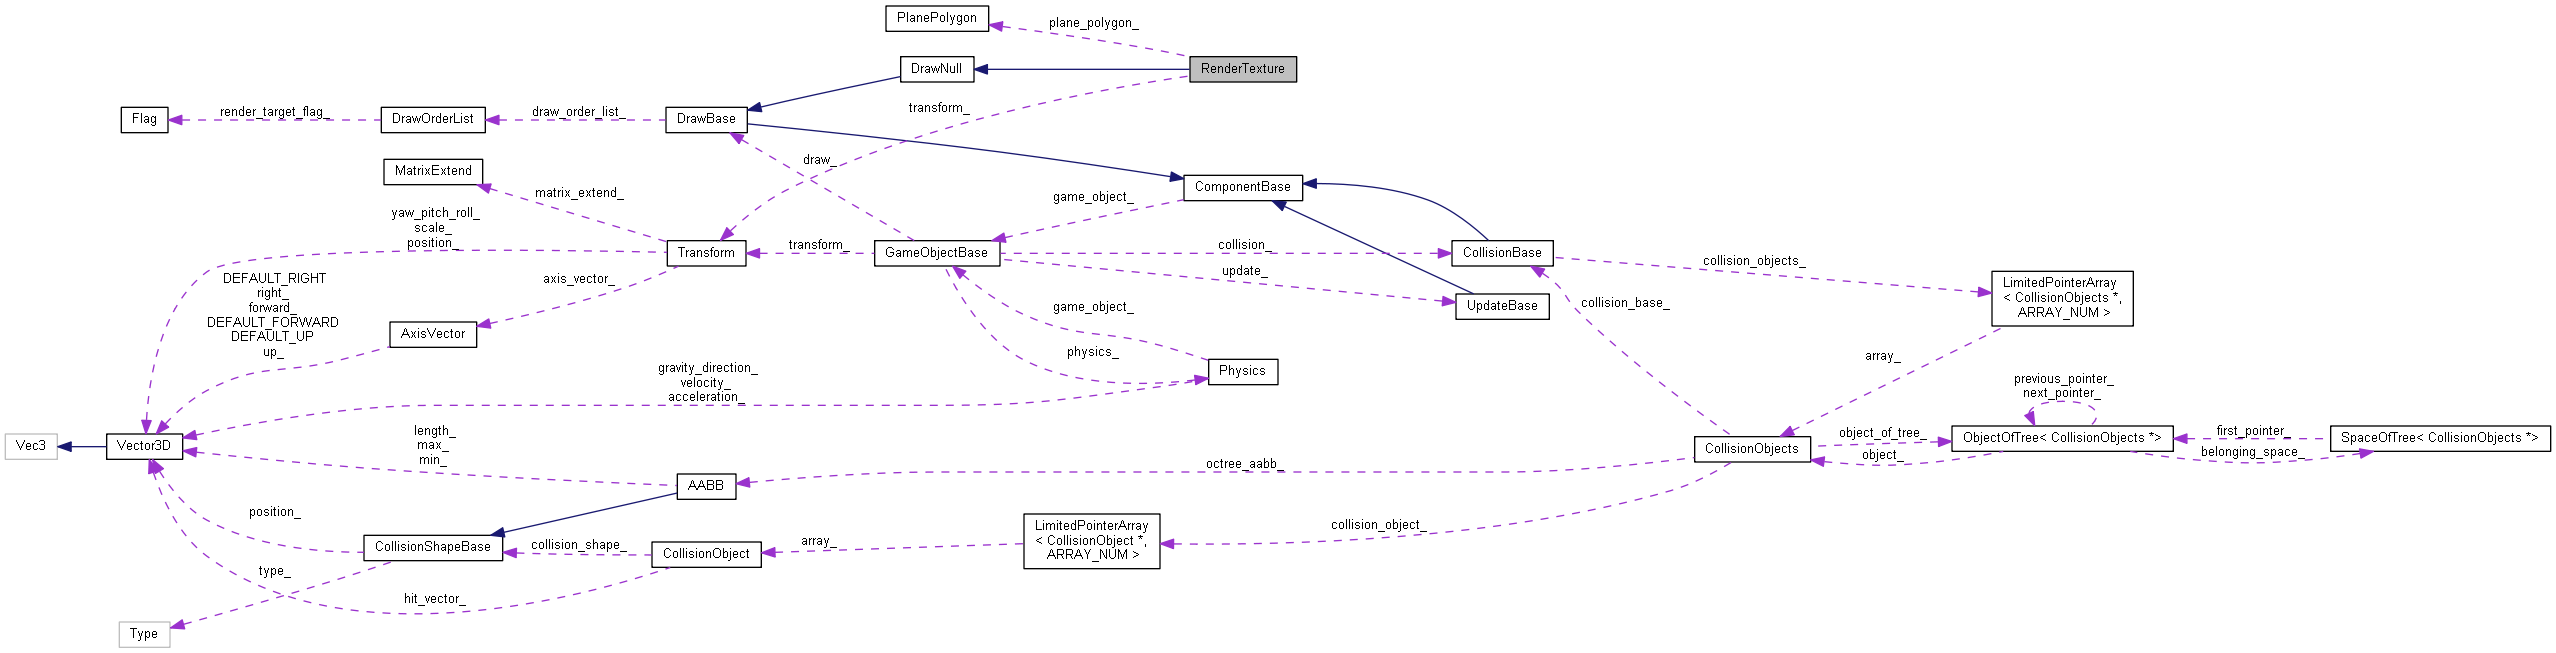 PlanePolygon
plane_polygon_
DrawNull
RenderTexture
Flag
render_target_flag_
DrawOrderList
draw_order_list_
DrawBase
transform_
MatrixExtend
matrix_extend_
draw_
ComponentBase
game_object_
yaw_pitch_roll_
scale_
position_
Transform
transform_
GameObjectBase
collision_
CollisionBase
collision_objects_
update_
UpdateBase
LimitedPointerArray
< CollisionObjects *,
ARRAY_NUM >
DEFAULT_RIGHT
right_
forward_
DEFAULT_FORWARD
DEFAULT_UP
up_
axis_vector_
AxisVector
game_object_
physics_
Physics
collision_base_
array_
gravity_direction_
velocity_
acceleration_
previous_pointer_
next_pointer_
Vec3
Vector3D
length_
max_
min_
CollisionObjects
object_of_tree_
object_
ObjectOfTree< CollisionObjects *>
first_pointer_
belonging_space_
SpaceOfTree< CollisionObjects *>
octree_aabb_
AABB
position_
CollisionShapeBase
collision_shape_
CollisionObject
array_
LimitedPointerArray
< CollisionObject *,
ARRAY_NUM >
collision_object_
type_
hit_vector_
Type